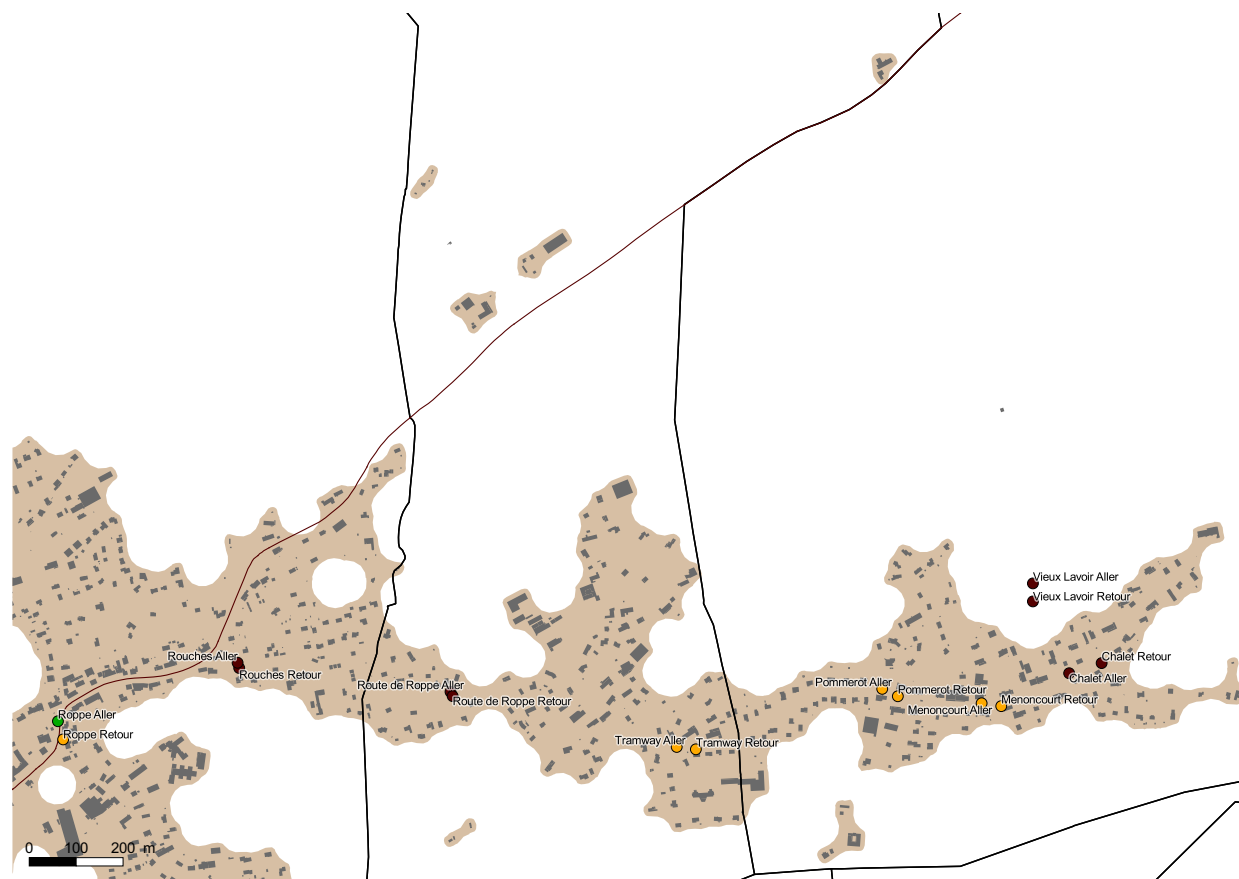 Vieux Lavoir Aller
Vieux Lavoir Retour
Rouches Aller
Rouches Retour
Chalet Retour
Chalet Aller
Route de Roppe Aller
Route de Roppe Retour
Pommerot Aller
Pommerot Retour
Menoncourt Retour
Menoncourt Aller
Roppe Aller
Roppe Retour
Tramway Aller
Tramway Retour
0 100 200 m